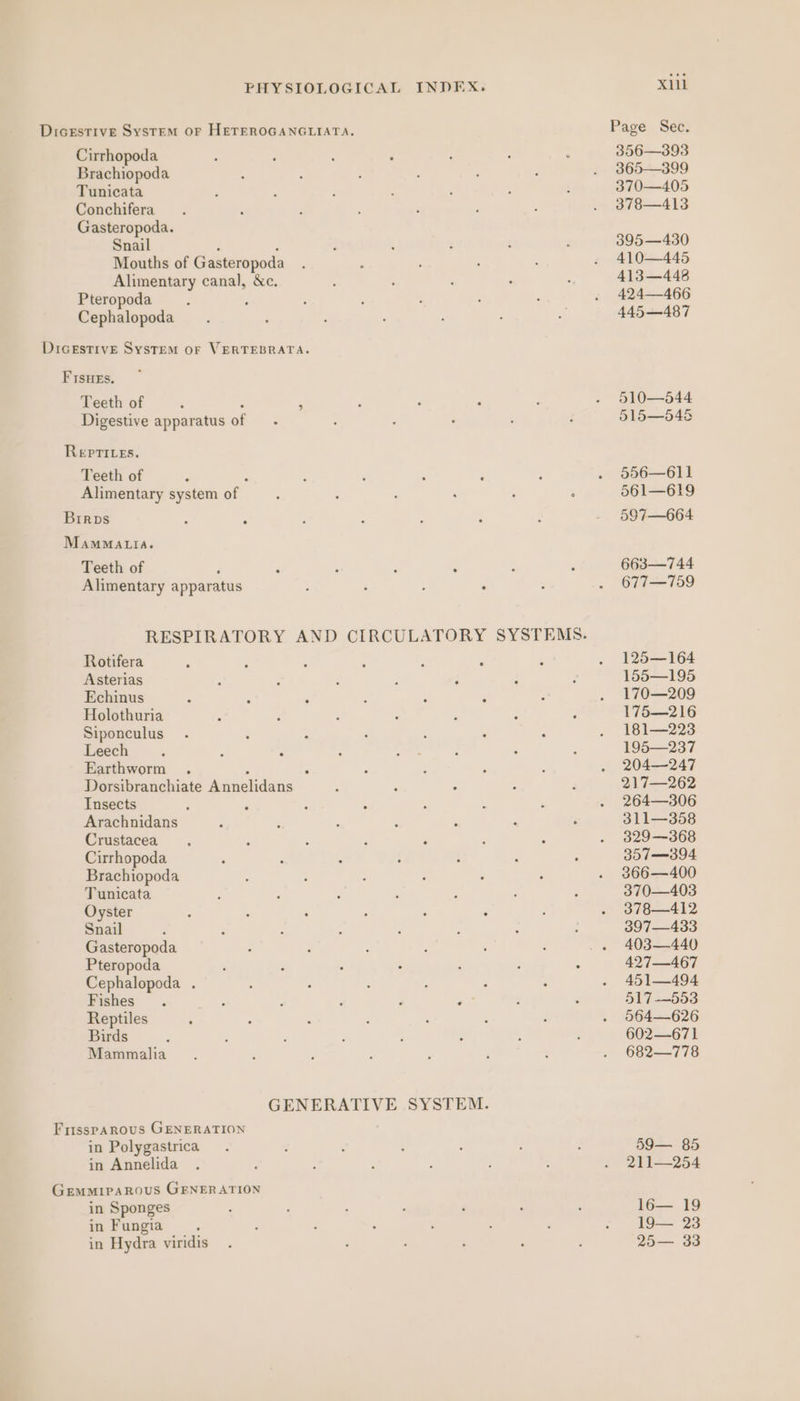 PHYSIOLOGICAL INDEX. xiii
Digestive System of Heterogangliata. Page Sec.
Cirrhopoda . . . . . . . 356—393
Brachiopoda . . . . . . . 365—399
Tunicata . . . . . . . 370—405
Conchifera . . . . . . . 378—413
Gasteropoda.
Snail . . . . . . . 395—430
Mouths of Gasteropoda . . . . . . 410—445
Alimentary canal, &c. . . . . . 413—448
Pteropoda . . . . . . . 424—466
Cephalopoda . . . . . . . 445—487
Digestive System of Vertebrata.
Fishes.
Teeth of . . . . . . . 510—544
Digestive apparatus of . . . . . . 515—545
Reptiles.
Teeth of . . . . . . . 556—611
Alimentary system of . . . . . . 561—619
Birds . . . . . . . 597—664
Mammalia.
Teeth of . . . . . . . 663—744
Alimentary apparatus . . . . . . 677—759
RESPIRATORY AND CIRCULATORY SYSTEMS.
Rotifera . . . . . . . 125—164
Asterias . . . . . . . 155—195
Echinus . . . . . . . 170—209
Holothuria . . . . . . . 175—216
Siponculus . . . . . . . 181—223
Leech . . . . . . . 195—237
Earthworm . . . . . . . 204—247
Dorsibranchiate Annelidans . . . . . 217—262
Insects . . . . . . . 264—306
Arachnidans . . . . . . . 311—358
Crustacea . . . . . . . 329—368
Cirrhopoda . . . . . . . 357—394
Brachiopoda . . . . . . . 366—400
Tunicata . . . . . . . 370—403
Oyster . . . . . . . 378—412
Snail . . . . . . . 397—433
Gasteropoda . . . . . . . 403—440
Pteropoda . . . . . . . 427—467
Cephalopoda . . . . . . . 451—494
Fishes . . . . . . . 517—553
Reptiles . . . . . . . 564—626
Birds . . . . . . . 602—671
Mammalia . . . . . . . 682—778
GENERATIVE SYSTEM.
Fissparous Generation
in Polygastrica . . . . . . . 59— 85
in Annelida . . . . . . . 211—254
Gemmiparous Generation
in Sponges . . . . . . . 16— 19
in Fungia . . . . . . . 19— 23
in Hydra viridis . . . . . . 25— 33